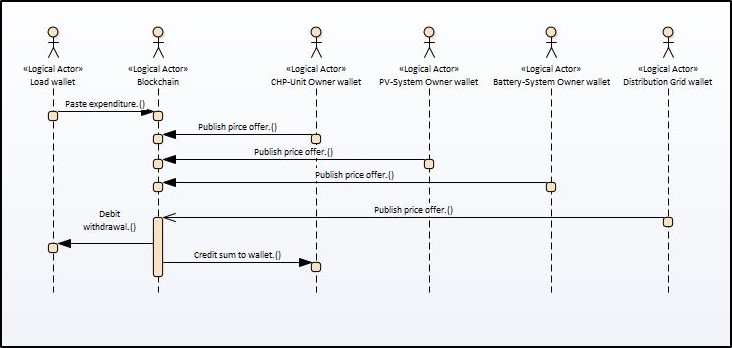 «Logical Actor» «Logical Actor» «Logical Actor» «Logical Actor» «Logical Actor» «Logical Actor»
Load wallet Blockchain CHP-Unit Owner wallet PV-System Owner wallet Battery-System Owner wallet Distribution Grid wallet
Paste expenditure.()
Publish pirce offer.()
Publish price offer.()
Publish price offer.()
Publish price offer.()
Debit
withdrawal.()
Credit sum to wallet.()